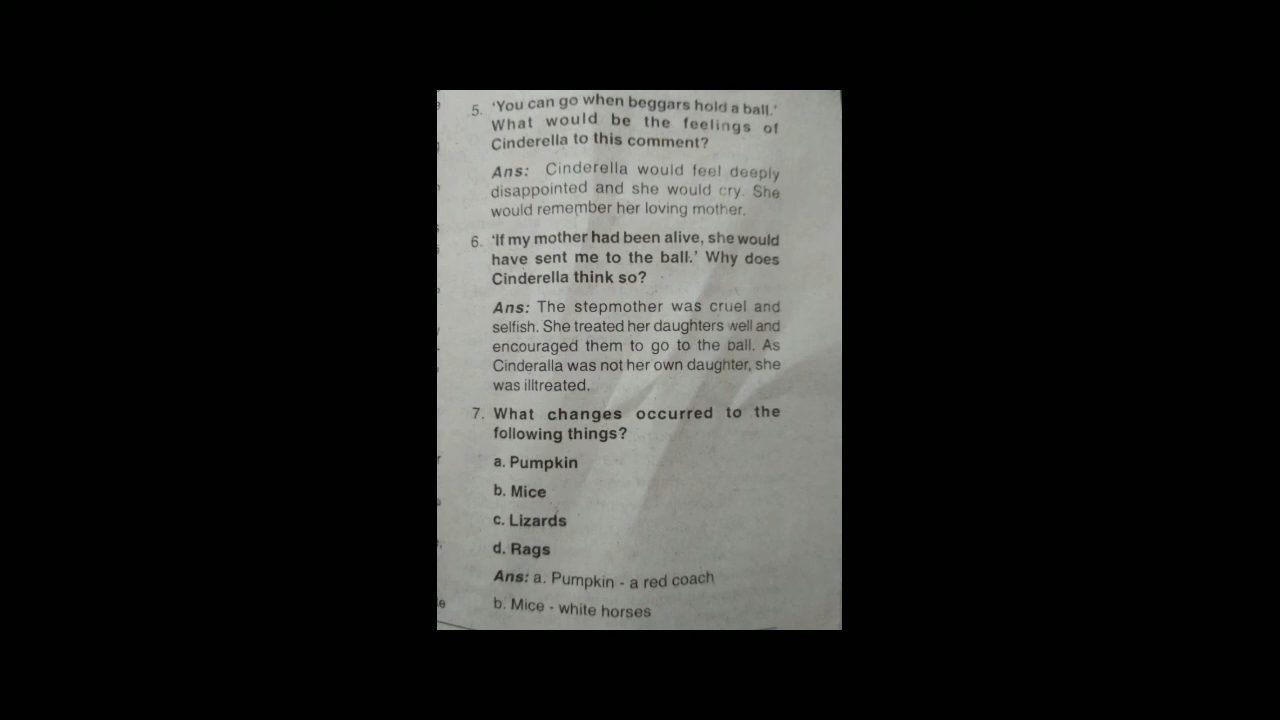 5. 'You can go when beggars hold a ball.'
What would be the feelings of
Cinderella to this comment?
Ans: Cinderella would feel deeply
disappointed and she would cry. She
would remember her loving mother.
6. 'If my mother had been alive, she would
have sent me to the ball.' Why does
Cinderella think so?
Ans: The stepmother was cruel and
selfish. She treated her daughters well and
encouraged them to go to the ball. As
Cinderalla was not her own daughter, she
was illtreated.
7. What changes occurred to the
following things?
a. Pumpkin
b. Mice
c. Lizards
d. Rags
Ans: a. Pumpkin - a red coach
b. Mice - white horses